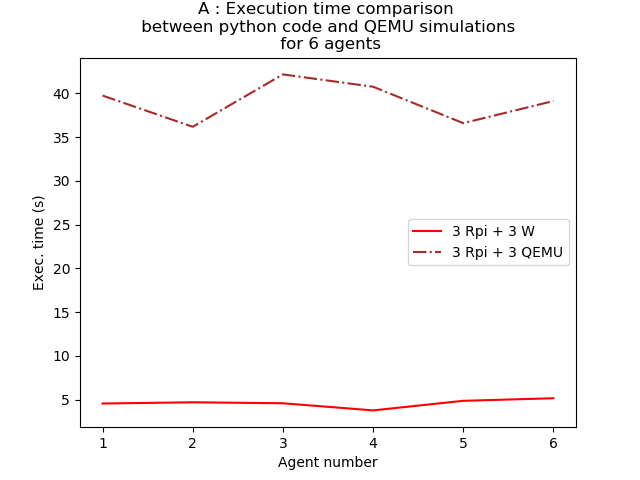 A : Execution time comparison
between python code and QEMU simulations
for 6 agents
Exec. time (s)
40
35
30
25
20
15
10
5
3 Rpi + 3 W
3 Rpi + 3 QEMU
1 2 3 4 5 6
Agent number